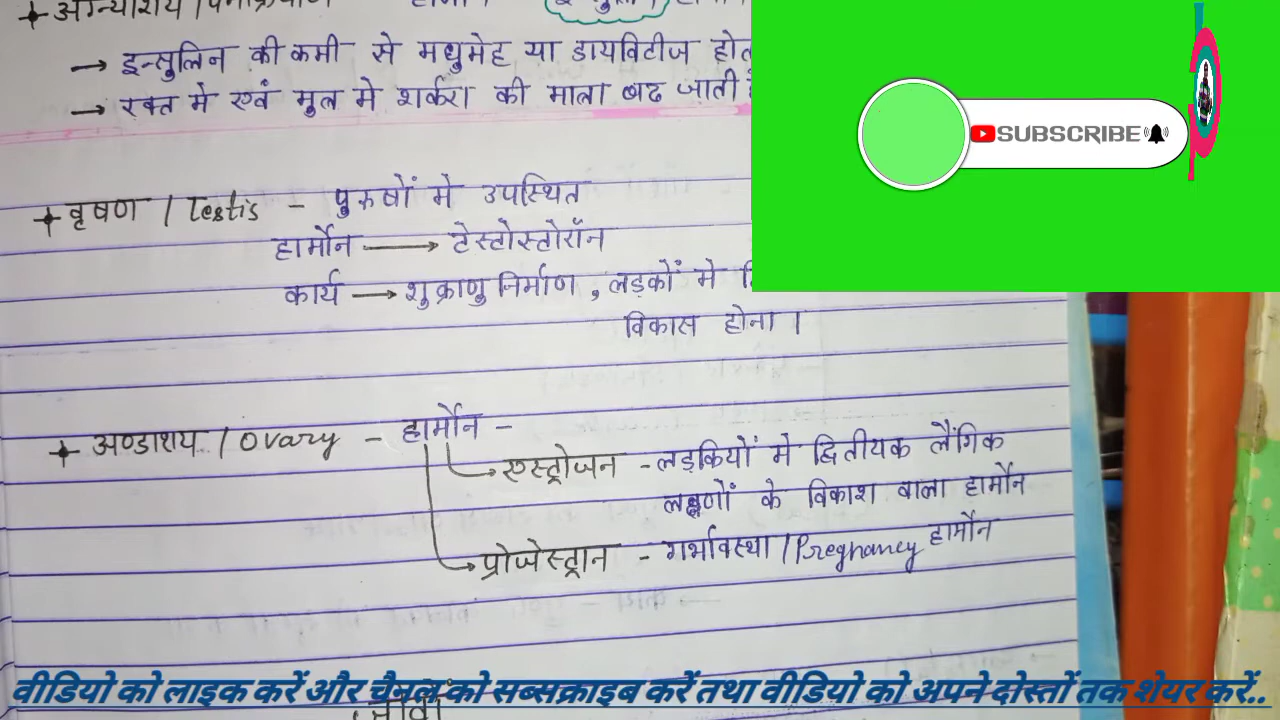 → इन्सुलिन की कमी से मधुमेह या डायविटीज
→ रक्त मे एवं मुत्र मे शर्करा की मात्रा बढ जाती
SUBSCRIBE
+ वृषण / Testis - पुरुषों मे उपस्थित
हार्मोन → टेस्टोस्टोरॉन
कार्य → शुक्राणु निर्माण , लड़कों मे
विकास होना ।
+ अण्डाशय / Ovary - हार्मोन -
एस्ट्रोजन - लड़कियों मे द्वितीयक लैंगिक
लक्षणों के विकाश वाला हार्मोन
प्रोजेस्ट्रान - गर्भावस्था / Pregnancy हार्मोन
वीडियो को लाइक करें और चैनल को सब्सक्राइब करें तथा वीडियो को अपने दोस्तों तक शेयर करें..